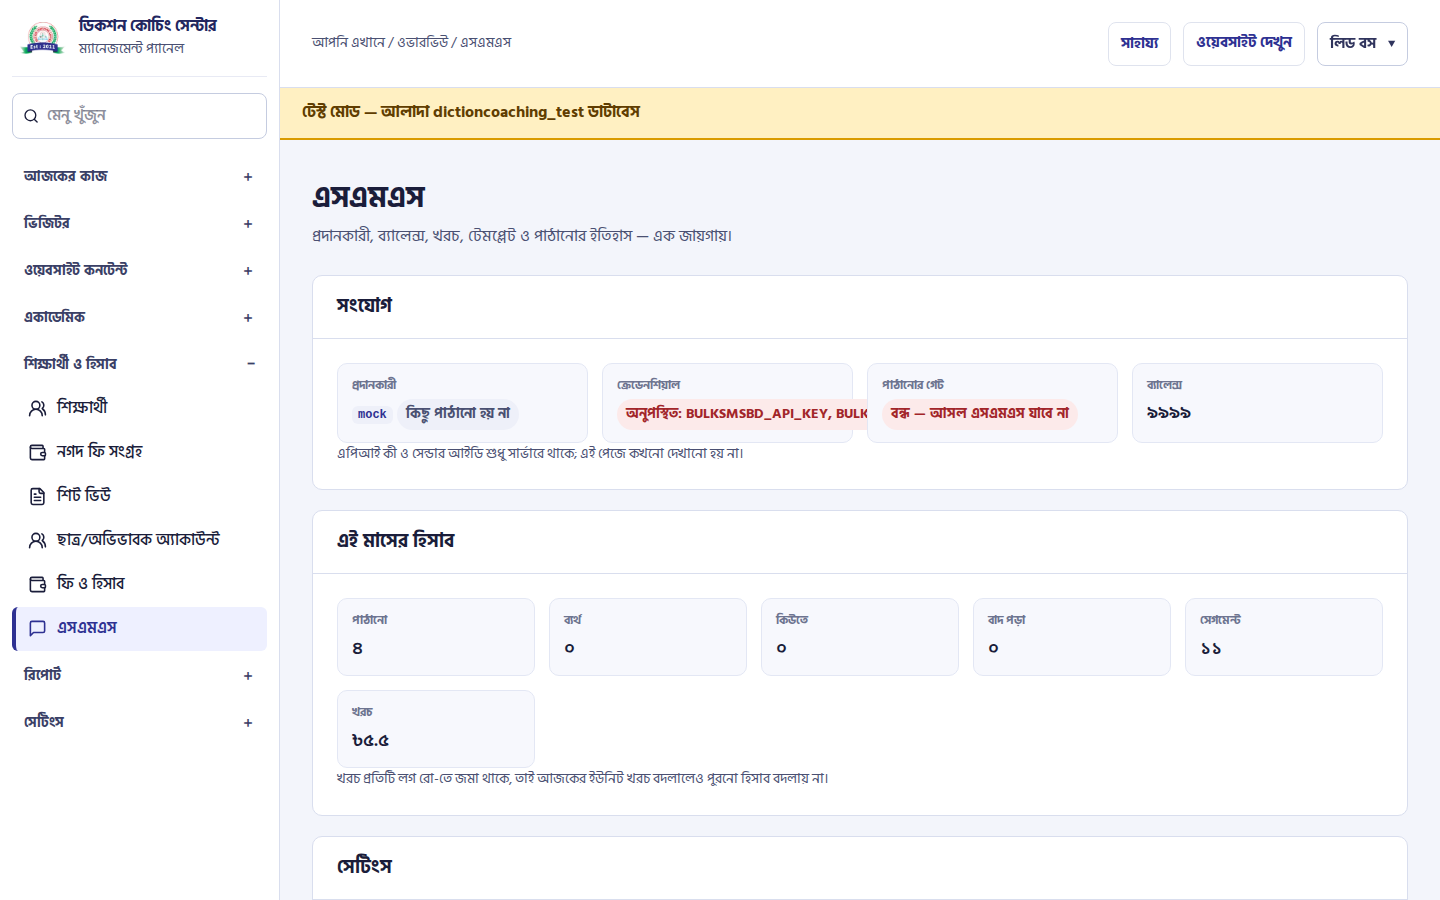 ডিকশন কোচিং সেন্টার
ম্যানেজমেন্ট প্যানেল
Est : 2011
মেনু খুঁজুন
আজকের কাজ +
ভিজিটর +
ওয়েবসাইট কনটেন্ট +
একাডেমিক +
শিক্ষার্থী ও হিসাব −
শিক্ষার্থী
নগদ ফি সংগ্রহ
শিট ভিউ
ছাত্র/অভিভাবক অ্যাকাউন্ট
ফি ও হিসাব
এসএমএস
রিপোর্ট +
সেটিংস +
আপনি এখানে / ওভারভিউ / এসএমএস
সাহায্য
ওয়েবসাইট দেখুন
লিড বস ▼
টেস্ট মোড — আলাদা dictioncoaching_test ডাটাবেস
এসএমএস
প্রদানকারী, ব্যালেন্স, খরচ, টেমপ্লেট ও পাঠানোর ইতিহাস — এক জায়গায়।
সংযোগ
প্রদানকারী
mock কিছু পাঠানো হয় না
ক্রেডেনশিয়াল
অনুপস্থিত: BULKSMSBD_API_KEY, BULK
পাঠানোর গেট
বন্ধ — আসল এসএমএস যাবে না
ব্যালেন্স
৯৯৯৯
এপিআই কী ও সেন্ডার আইডি শুধু সার্ভারে থাকে; এই পেজে কখনো দেখানো হয় না।
এই মাসের হিসাব
পাঠানো
৪
ব্যর্থ
০
কিউতে
০
বাদ পড়া
০
সেগমেন্ট
১১
খরচ
৳৫.৫
খরচ প্রতিটি লগ রো-তে জমা থাকে, তাই আজকের ইউনিট খরচ বদলালেও পুরনো হিসাব বদলায় না।
সেটিংস